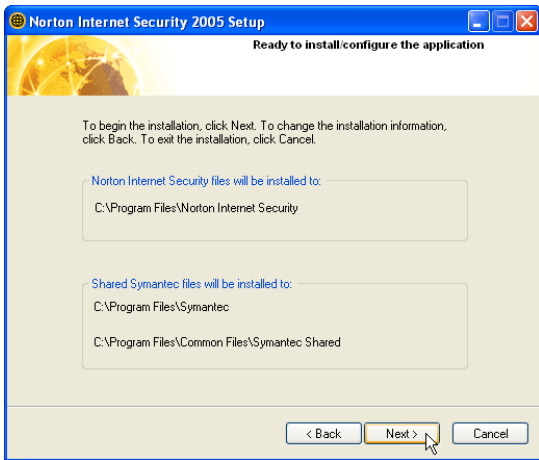 Norton Internet Security 2005 Setup
Ready to install/configure the application
To begin the installation, click Next. To change the installation information,
click Back. To exit the installation, click Cancel.
Norton Internet Security files will be installed to:
C:\Program Files\Norton Internet Security
Shared Symantec files will be installed to:
C:\Program Files\Symantec
C:\Program Files\Common Files\Symantec Shared
< Back Next > Cancel